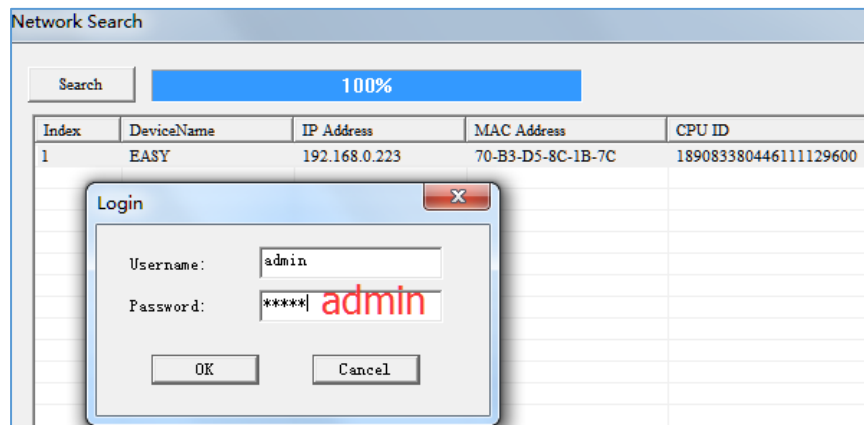 Network Search
Search 100%
Index DeviceName IP Address MAC Address CPU ID
1 EASY 192.168.0.223 70-B3-D5-8C-1B-7C 189083380446111129600
Login
x
Username: admin
Password: ***** admin
OK Cancel